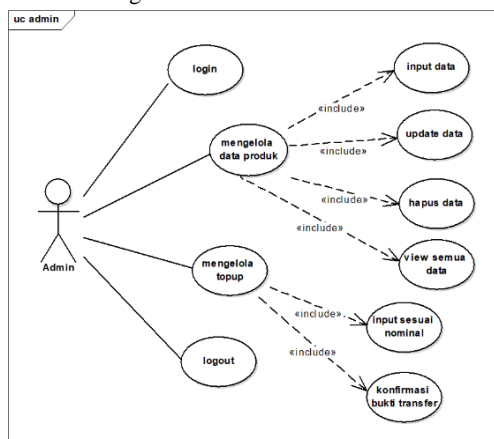 uc admin
login
input data
«include»
update data
mengelola
data produk
«include»
hapus data
«include»
view semua
data
«include»
Admin
mengelola
topup
input sesuai
nominal
«include»
logout
«include»
konfirmasi
bukti transfer